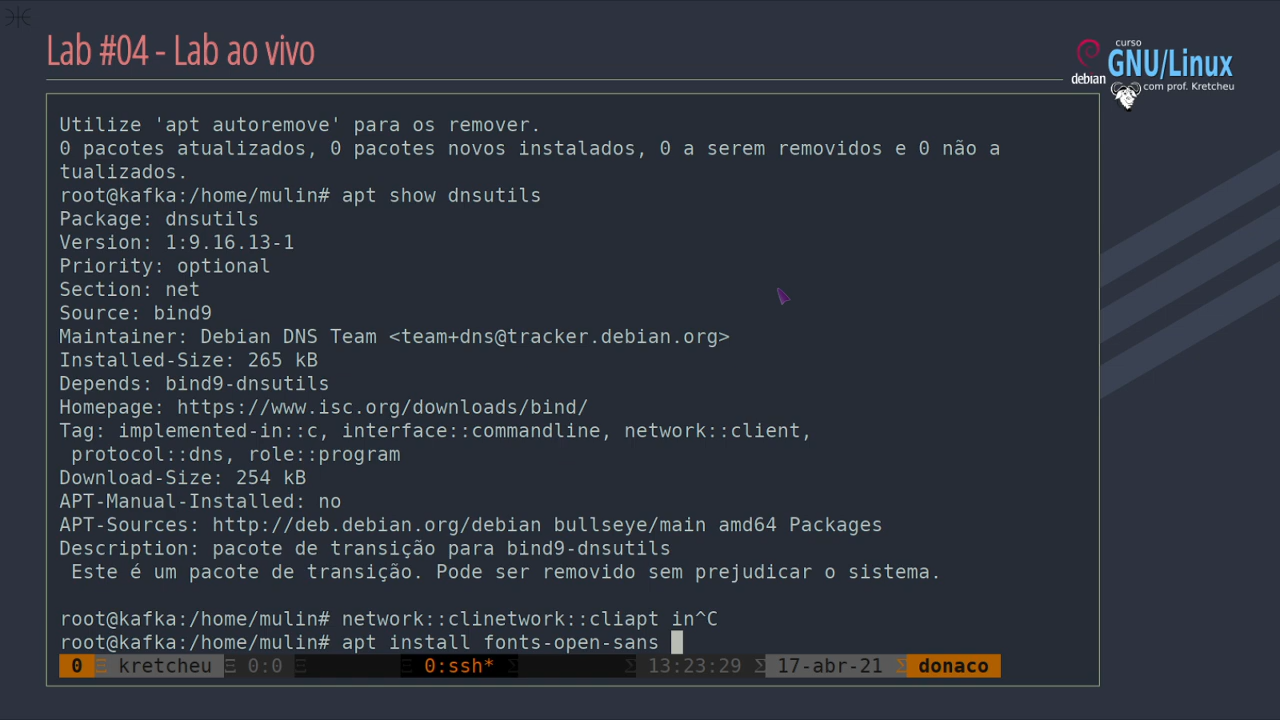 Lab #04 - Lab ao vivo
curso
GNU/Linux
debian
com prof. Kretcheu
Utilize 'apt autoremove' para os remover.
0 pacotes atualizados, 0 pacotes novos instalados, 0 a serem removidos e 0 não a
tualizados.
root@kafka:/home/mulin# apt show dnsutils
Package: dnsutils
Version: 1:9.16.13-1
Priority: optional
Section: net
Source: bind9
Maintainer: Debian DNS Team <team+dns@tracker.debian.org>
Installed-Size: 265 kB
Depends: bind9-dnsutils
Homepage: https://www.isc.org/downloads/bind/
Tag: implemented-in::c, interface::commandline, network::client,
protocol::dns, role::program
Download-Size: 254 kB
APT-Manual-Installed: no
APT-Sources: http://deb.debian.org/debian bullseye/main amd64 Packages
Description: pacote de transição para bind9-dnsutils
Este é um pacote de transição. Pode ser removido sem prejudicar o sistema.
root@kafka:/home/mulin# network::clinetwork::cliapt in^C
root@kafka:/home/mulin# apt install fonts-open-sans
0 Ξ kretcheu Ξ 0:0 Ξ 0:ssh* Σ Σ 13:23:29 Σ 17-abr-21 Σ donaco